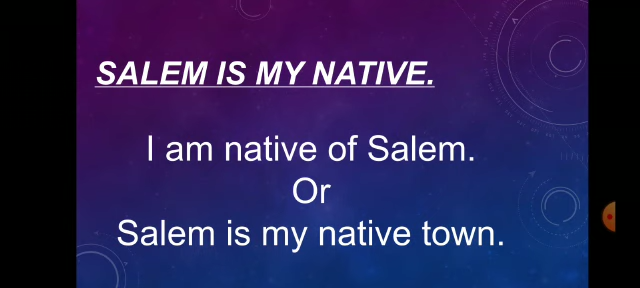 SALEM IS MY NATIVE.
I am native of Salem.
Or
Salem is my native town.